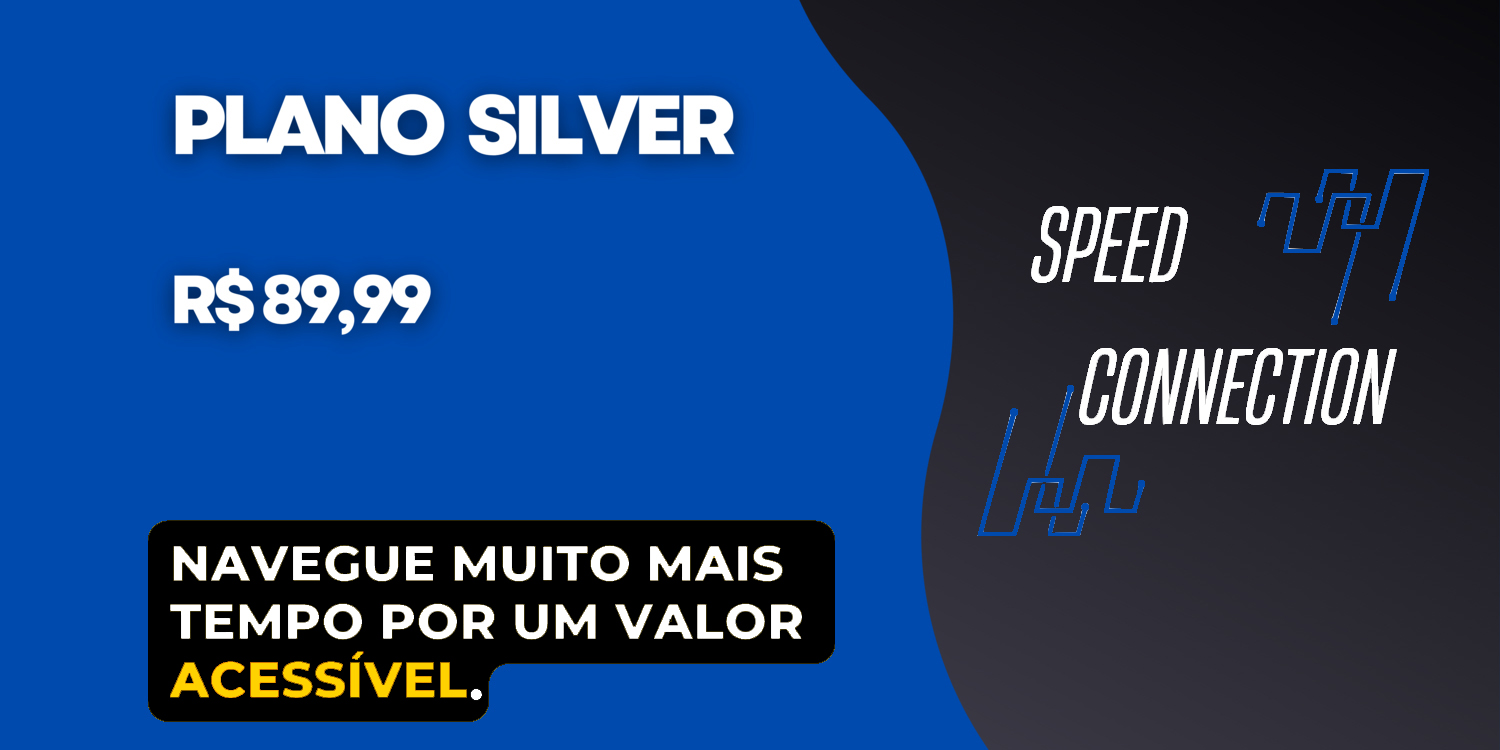 PLANO SILVER
R$ 89,99
NAVEGUE MUITO MAIS
TEMPO POR UM VALOR
ACESSÍVEL.
SPEED
CONNECTION